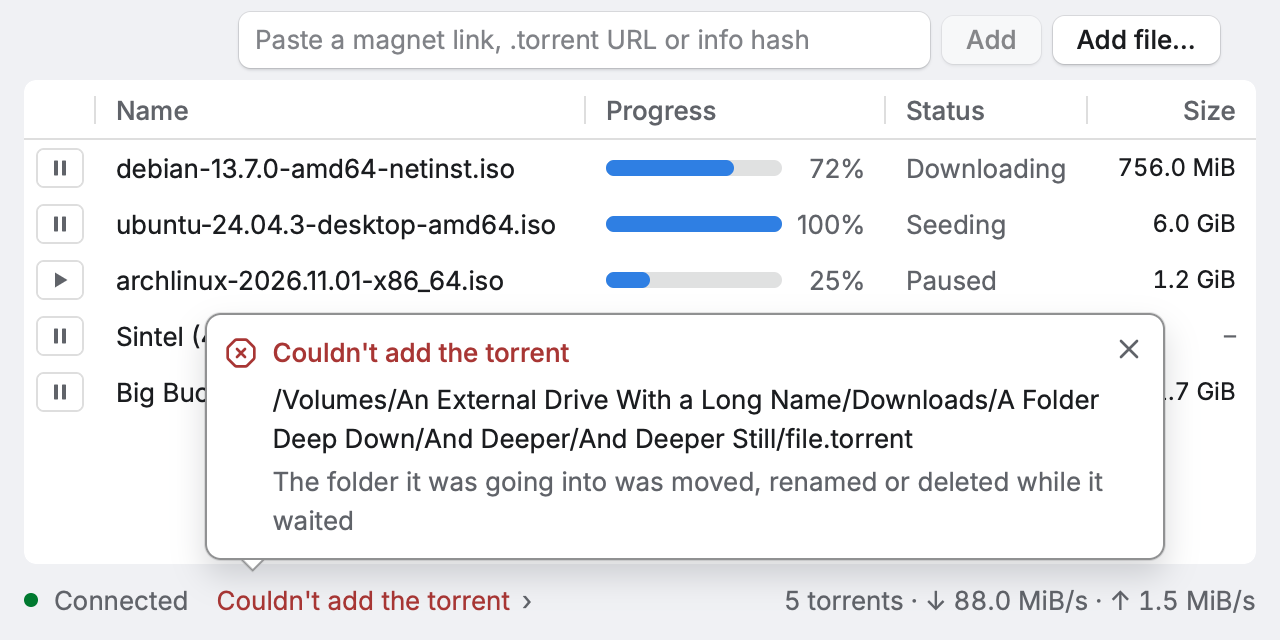 Paste a magnet link, .torrent URL or info hash
Add
Add file...
Name Progress Status Size
debian-13.7.0-amd64-netinst.iso 72% Downloading 756.0 MiB
ubuntu-24.04.3-desktop-amd64.iso 100% Seeding 6.0 GiB
archlinux-2026.11.01-x86_64.iso 25% Paused 1.2 GiB
Sintel –
Big .7 GiB
Couldn't add the torrent
/Volumes/An External Drive With a Long Name/Downloads/A Folder
Deep Down/And Deeper/And Deeper Still/file.torrent
The folder it was going into was moved, renamed or deleted while it
waited
Connected Couldn't add the torrent ›
5 torrents · ↓ 88.0 MiB/s · ↑ 1.5 MiB/s